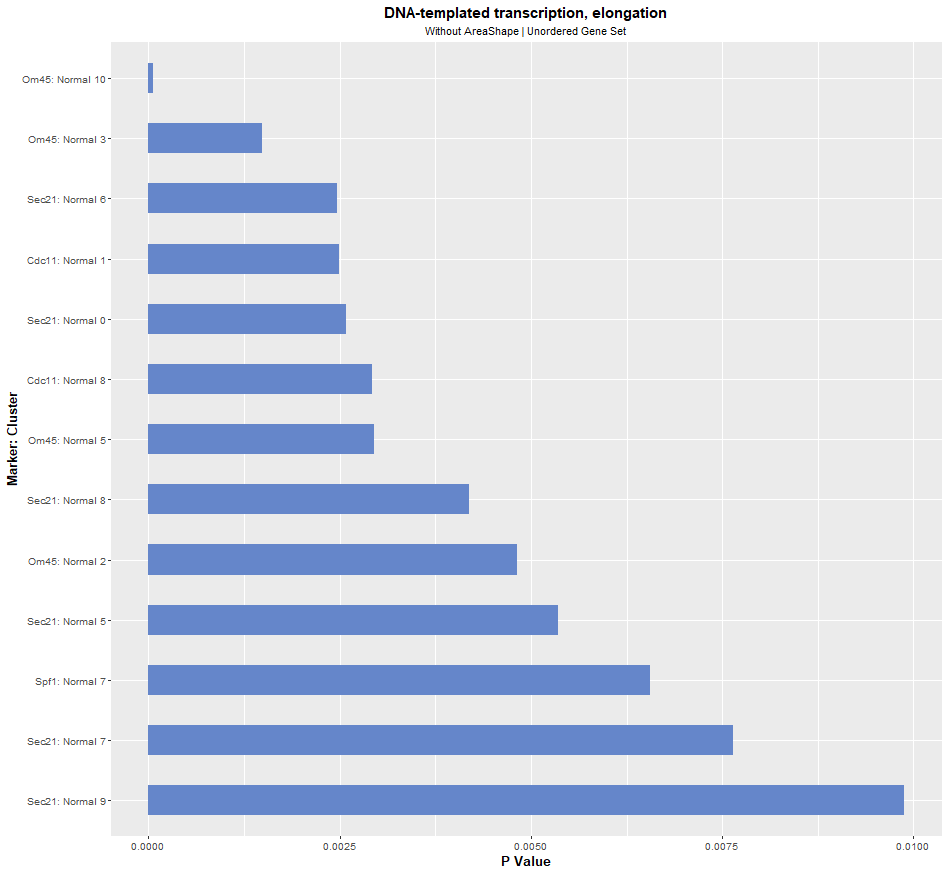 DNA-templated transcription, elongation
Without AreaShape | Unordered Gene Set
Marker: Cluster
Om45: Normal 10
Om45: Normal 3
Sec21: Normal 6
Cdc11: Normal 1
Sec21: Normal 0
Cdc11: Normal 8
Om45: Normal 5
Sec21: Normal 8
Om45: Normal 2
Sec21: Normal 5
Spf1: Normal 7
Sec21: Normal 7
Sec21: Normal 9
0.0000 0.0025 0.0050 0.0075 0.0100
P Value